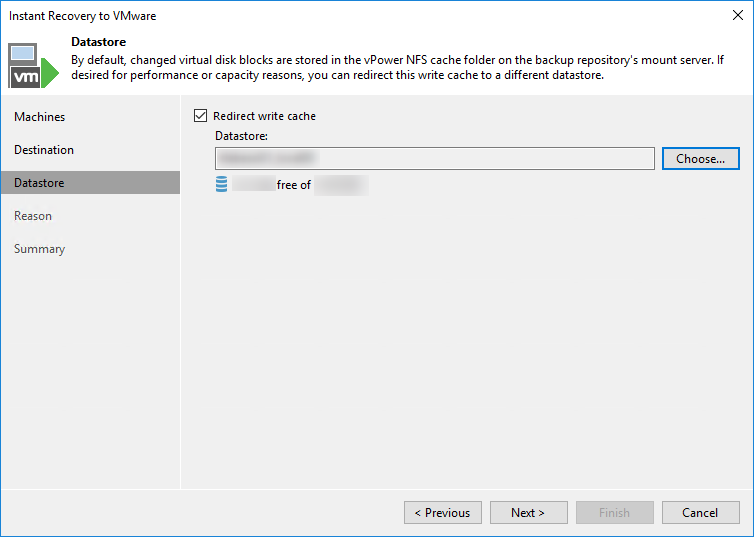 Instant Recovery to VMware
vm
Datastore
By default, changed virtual disk blocks are stored in the vPower NFS cache folder on the backup repository's mount server. If
desired for performance or capacity reasons, you can redirect this write cache to a different datastore.
Machines
Destination
Datastore
Reason
Summary
Redirect write cache
Datastore:
Choose...
free of
< Previous
Next >
Finish
Cancel